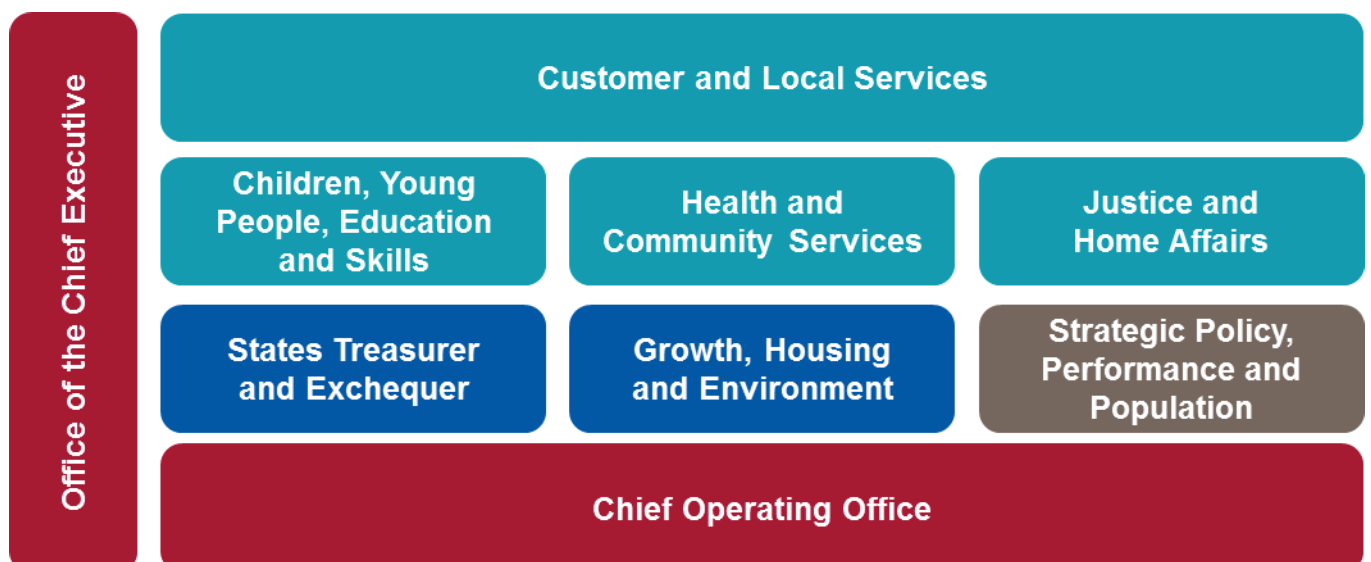 Office of the Chief Executive
Customer and Local Services
Children, Young
People, Education
and Skills
Health and
Community Services
Justice and
Home Affairs
States Treasurer
and Exchequer
Growth, Housing
and Environment
Strategic Policy,
Performance and
Population
Chief Operating Office